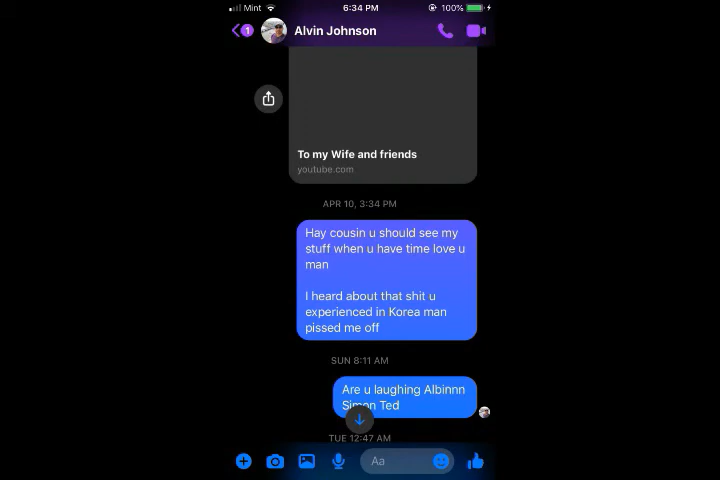 Mint 6:34 PM 100%
1 Alvin Johnson
To my Wife and friends
youtube.com
APR 10, 3:34 PM
Hay cousin u should see my
stuff when u have time love u
man
I heard about that shit u
experienced in Korea man
pissed me off
SUN 8:11 AM
Are u laughing Albinnn
Simon Ted
TUE 12:47 AM
Aa